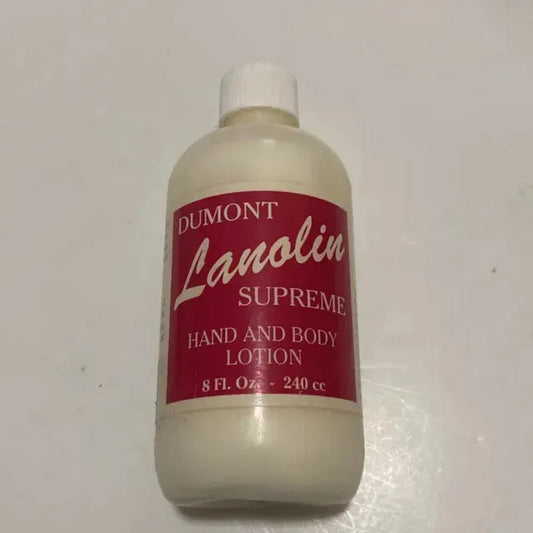 DUMONT
Lanolin
SUPREME
HAND AND BODY
LOTION
8 Fl. Oz. - 240 cc